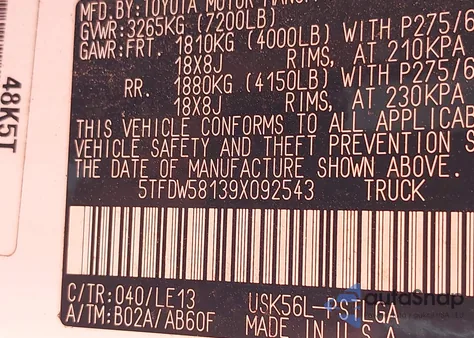 MFD.BY:TOYOTA MOTOR MANU
GVWR:3265KG (7200LB)
GAWR:FRT. 1810KG (4000LB) WITH P275/6
18X8J RIMS, AT 210KPA
RR. 1880KG (4150LB) WITH P275/6
18X8J RIMS, AT 230KPA
THIS VEHICLE CONFORMS TO ALL APPLICAB
VEHICLE SAFETY AND THEFT PREVENTION S
THE DATE OF MANUFACTURE SHOWN ABOVE.
5TFDW58139X092543 TRUCK
C/TR:040/LE13 USK56L-PSTLGA
A/TM:B02A/AB60F MADE IN U.S.A
48K5T
autoAstap